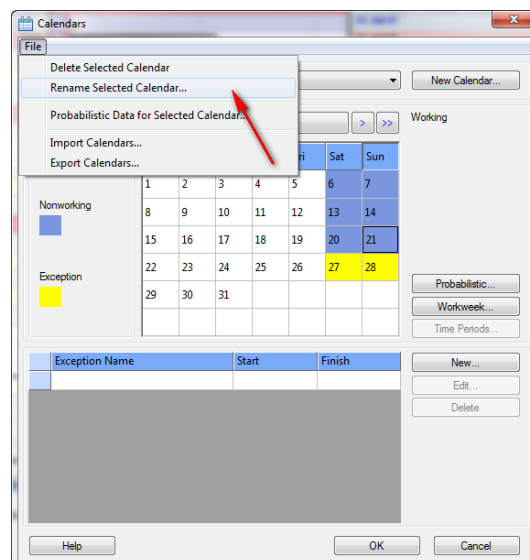 Calendars
File
Delete Selected Calendar
Rename Selected Calendar...
Probabilistic Data for Selected Calendar...
Import Calendars...
Export Calendars...
New Calendar...
> >>
Working
Sat Sun
1 2 3 4 5 6 7
Nonworking
8 9 10 11 12 13 14
15 16 17 18 19 20 21
22 23 24 25 26 27 28
Exception
29 30 31
Probabilistic...
Workweek...
Time Periods...
Exception Name Start Finish
New...
Edit...
Delete
Help OK Cancel